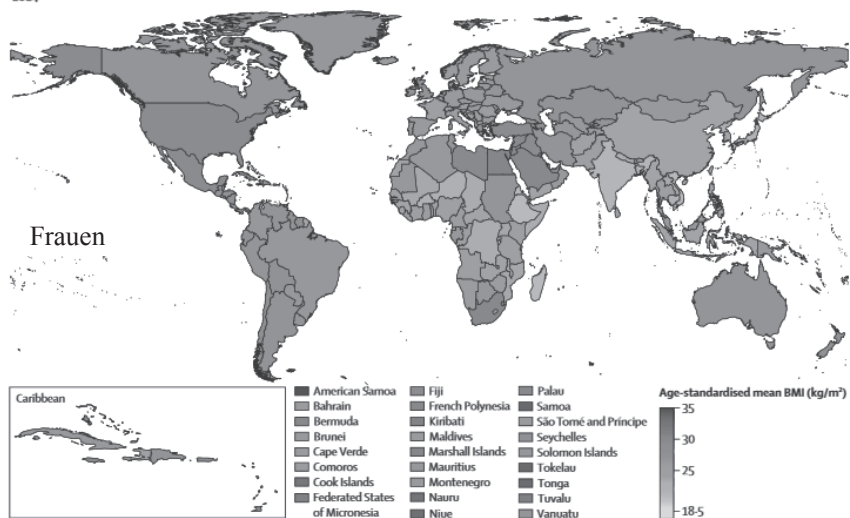 Frauen
Caribbean
American Samoa
Bahrain
Bermuda
Brunei
Cape Verde
Comoros
Cook Islands
Federated States
of Micronesia
Fiji
French Polynesia
Kiribati
Maldives
Marshall Islands
Mauritius
Montenegro
Nauru
Niue
Palau
Samoa
São Tomé and Príncipe
Seychelles
Solomon Islands
Tokelau
Tonga
Tuvalu
Vanuatu
Age-standardised mean BMI (kg/m²)
35
30
25
18·5